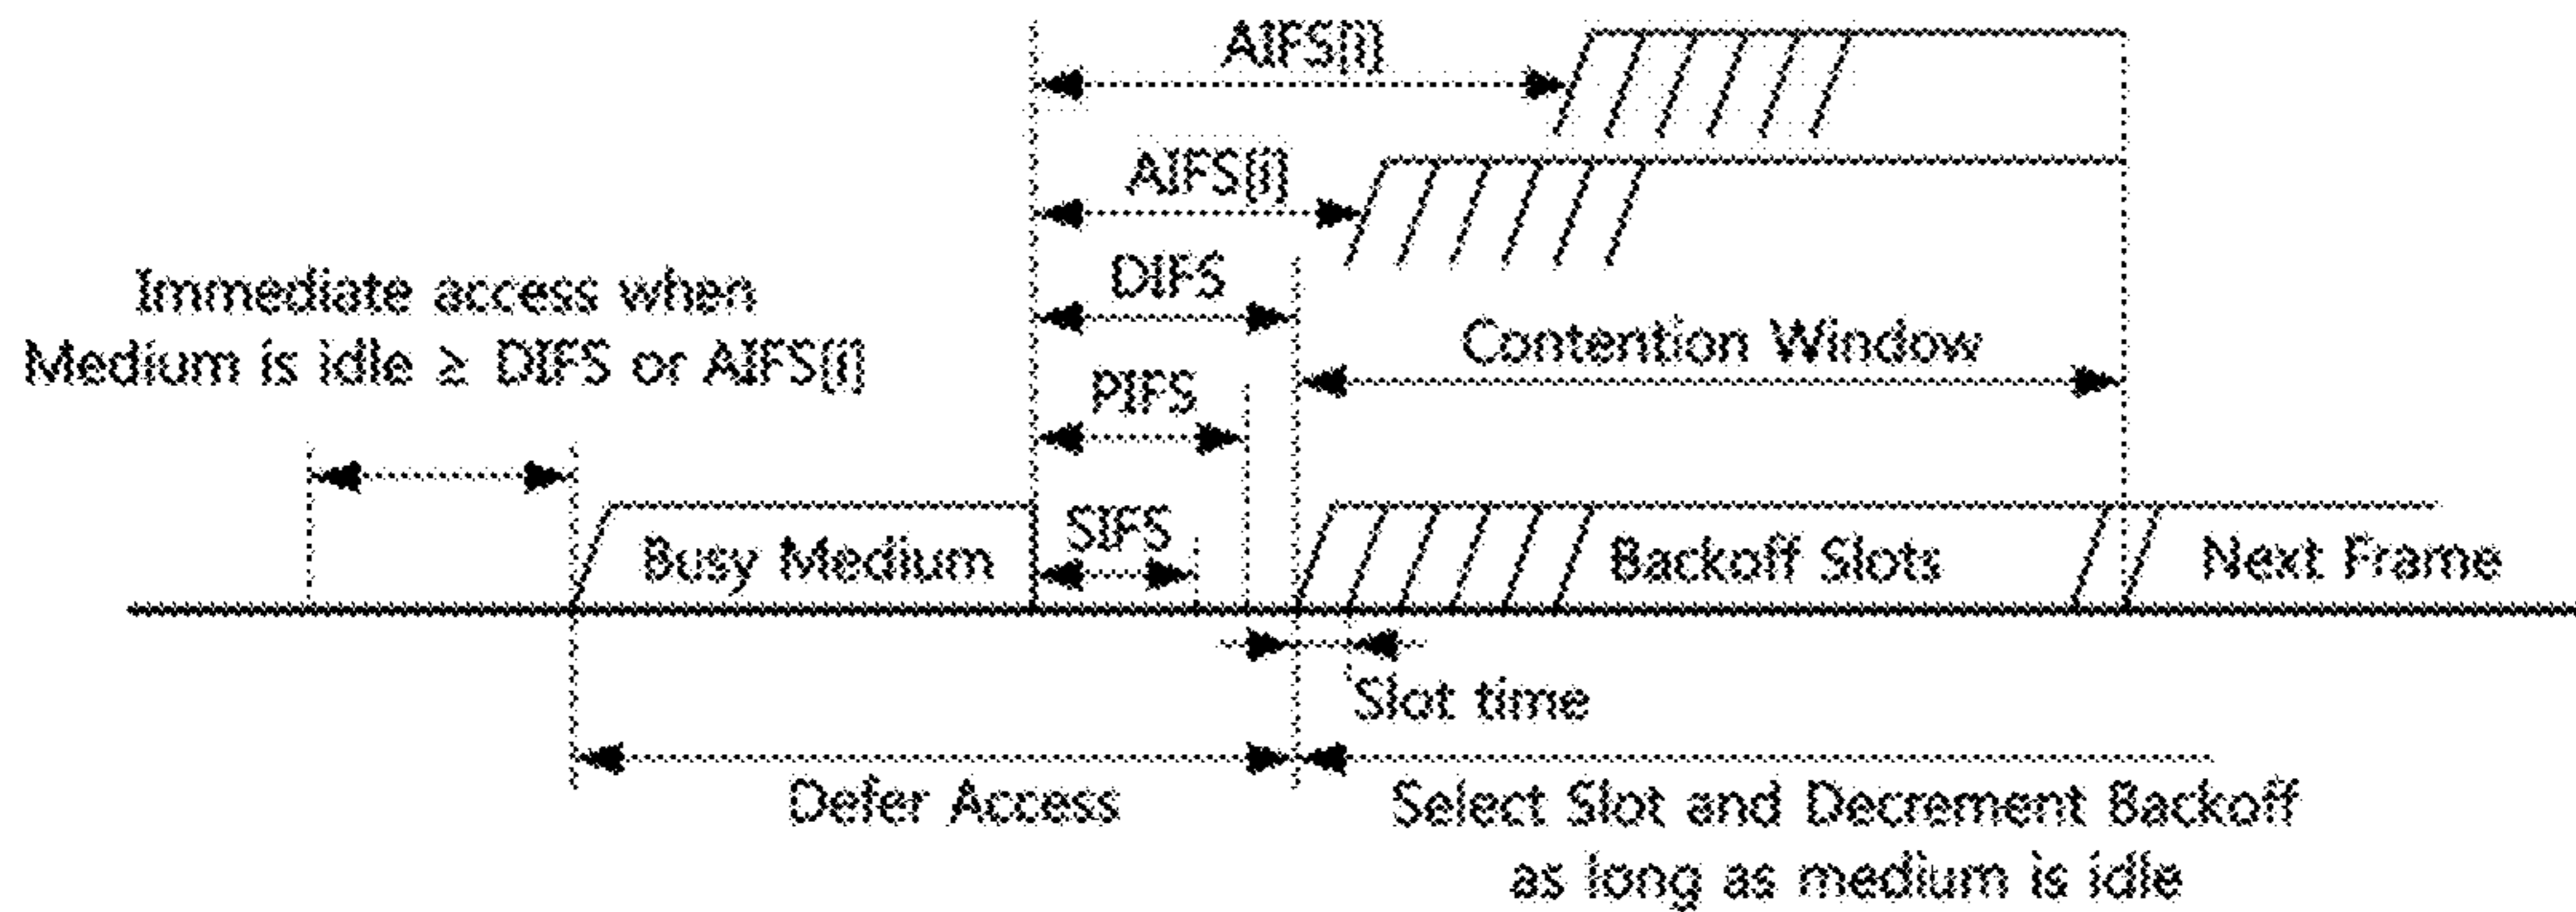 AIFS[i]
AIFS[i]
DIFS
Immediate access when
Medium is idle ≥ DIFS or AIFS[i]
Contention Window
PIFS
SIFS
Busy Medium
Backoff Slots
Next Frame
Slot time
Defer Access
Select Slot and Decrement Backoff
as long as medium is idle